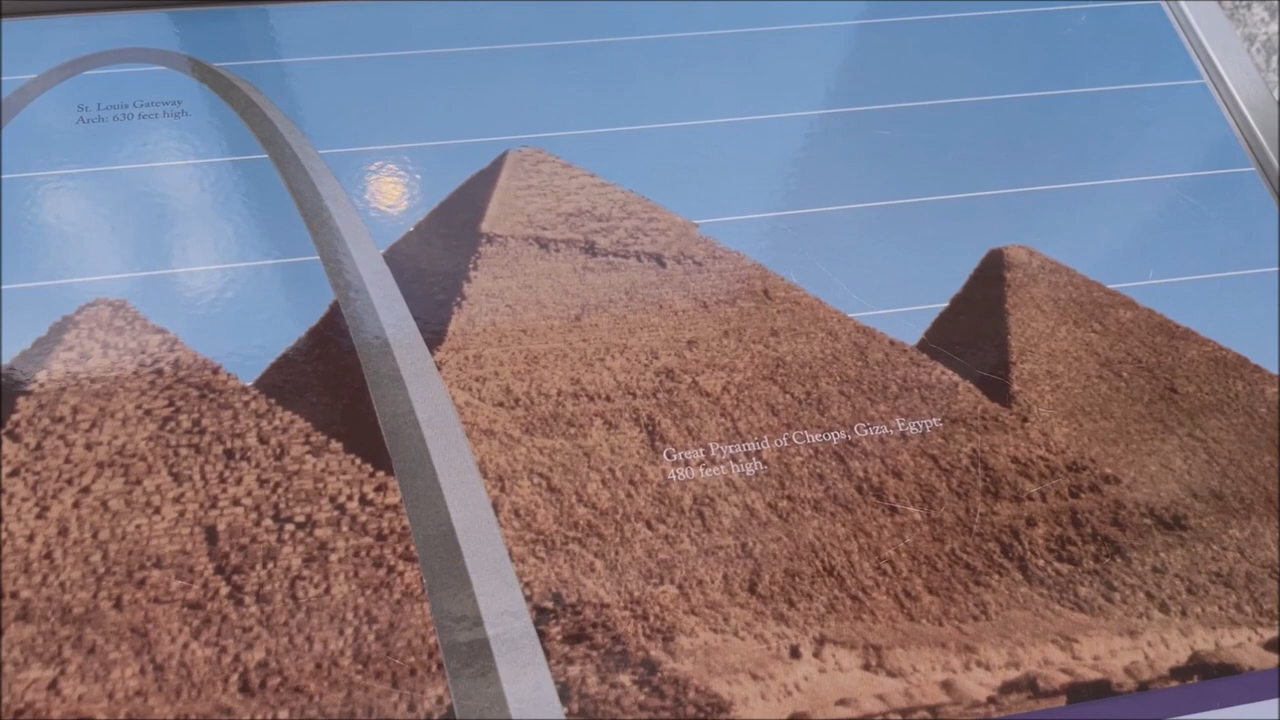 St. Louis Gateway
Arch: 630 feet high.
Great Pyramid of Cheops, Giza, Egypt.
480 feet high.